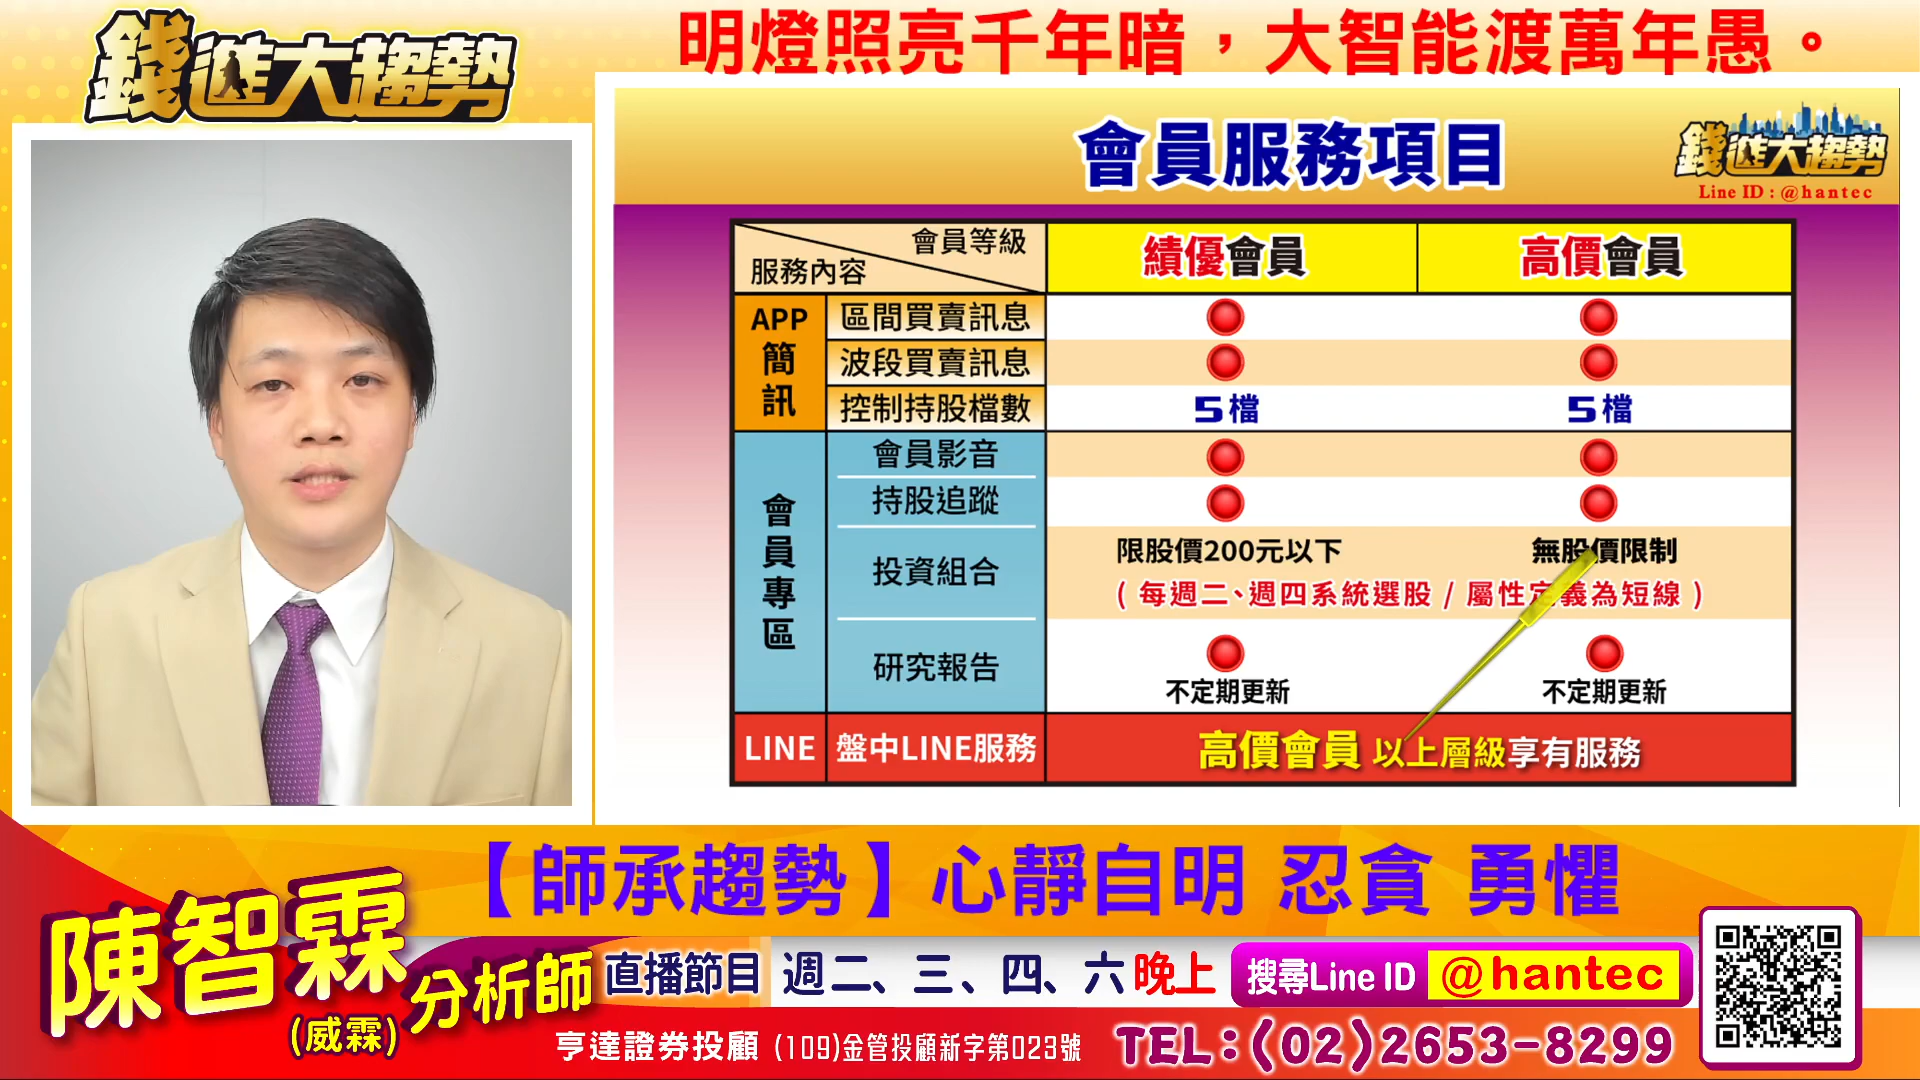 錢進大趨勢
明燈照亮千年暗，大智能渡萬年愚。
會員服務項目
錢進大趨勢
Line ID : @hantec
會員等級
服務內容
績優會員
高價會員
APP簡訊
區間買賣訊息
波段買賣訊息
控制持股檔數
5檔
5檔
會員專區
會員影音
持股追蹤
投資組合
限股價200元以下
無股價限制
( 每週二、週四系統選股 / 屬性定義為短線 )
研究報告
不定期更新
不定期更新
LINE
盤中LINE服務
高價會員 以上層級享有服務
【師承趨勢】心靜自明 忍貪 勇懼
陳智霖
(威霖)
分析師
直播節目 週二、三、四、六 晚上
搜尋Line ID @hantec
亨達證券投顧 (109)金管投顧新字第023號
TEL:(02)2653-8299